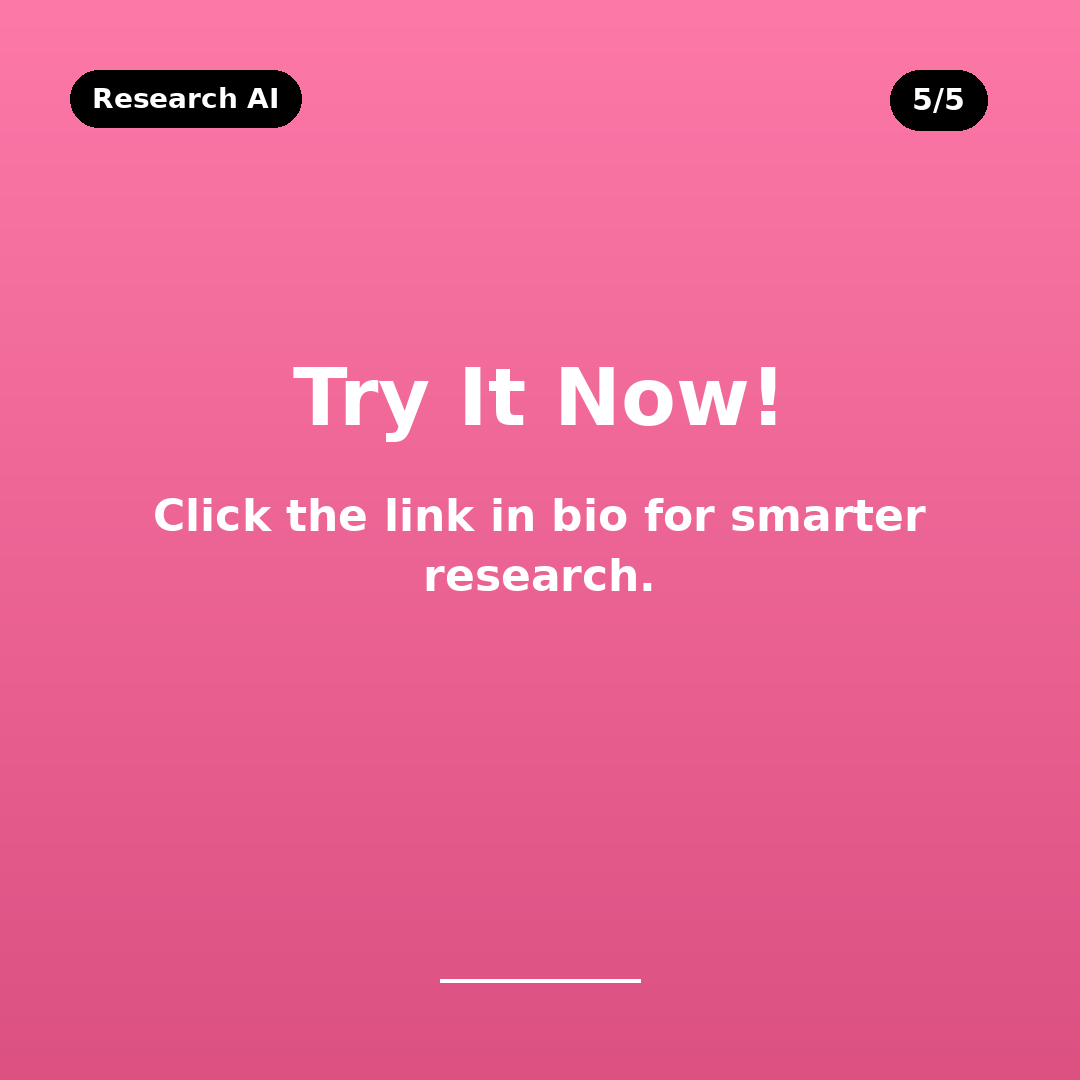 Research AI
5/5
Try It Now!
Click the link in bio for smarter
research.